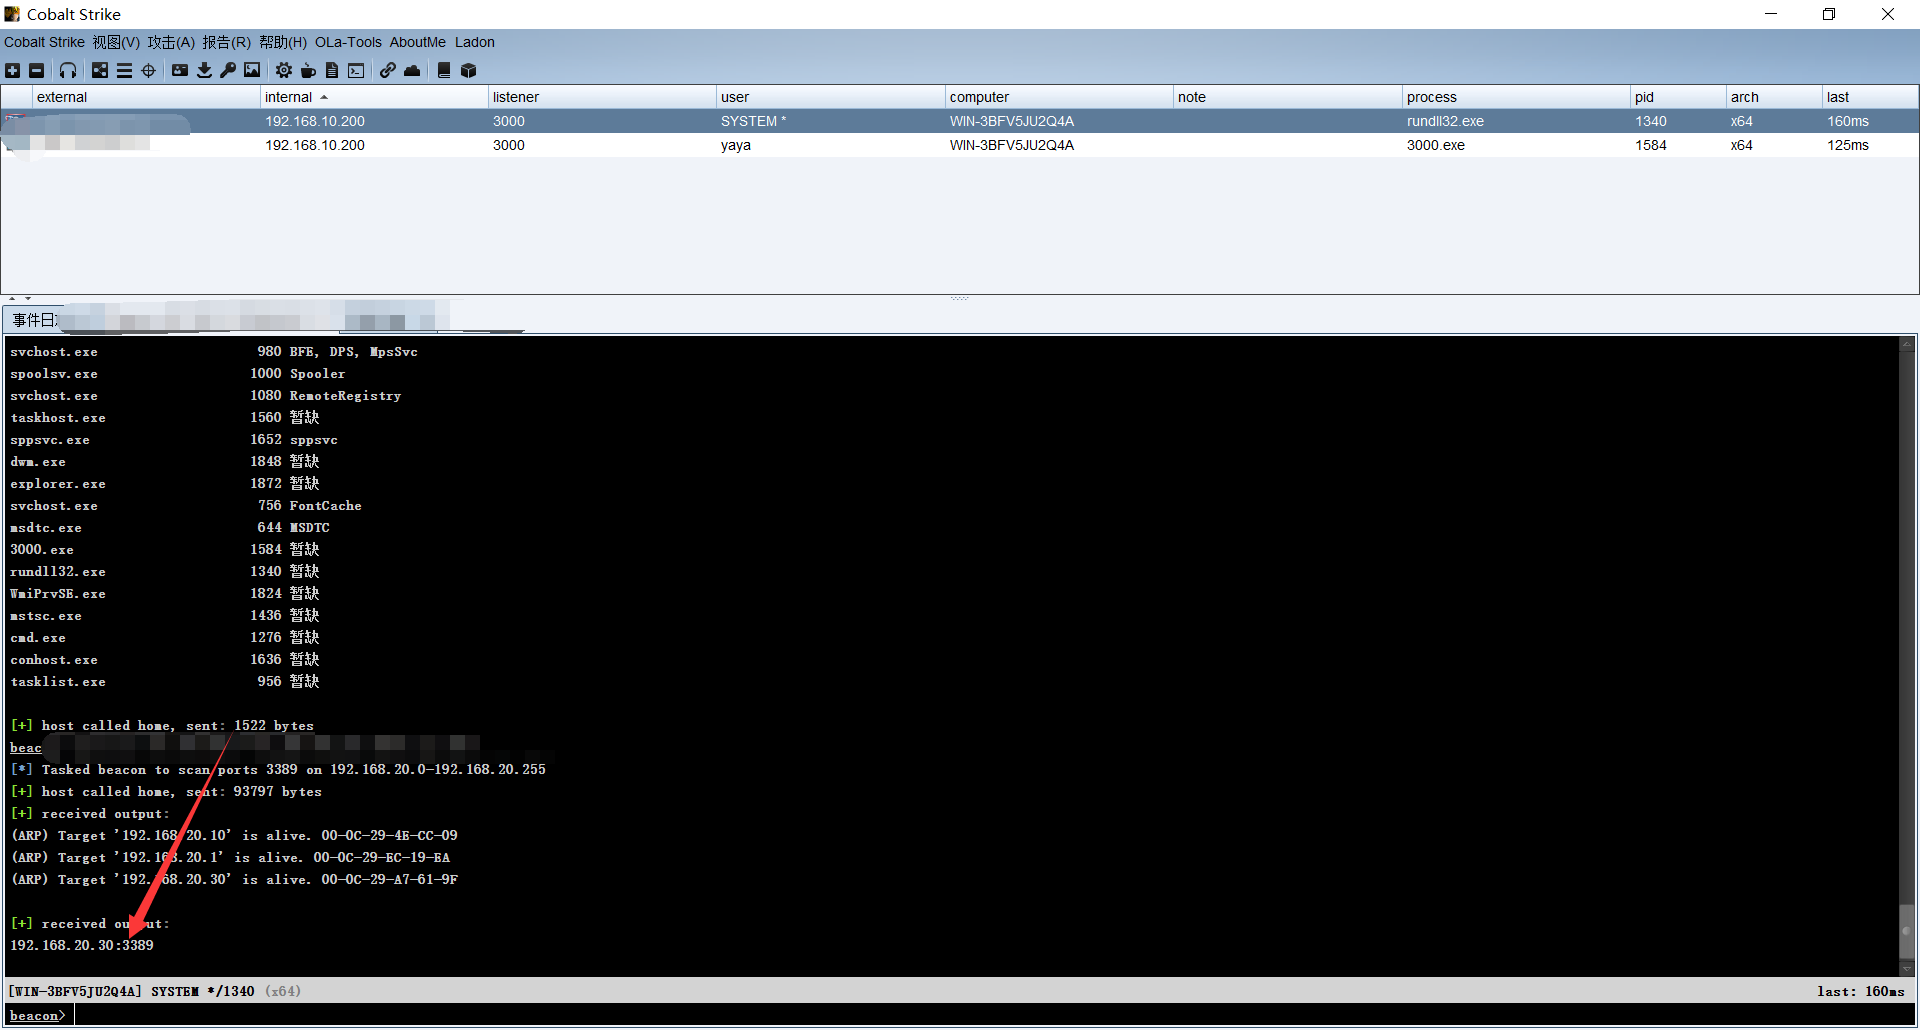 Cobalt Strike
Cobalt Strike 视图(V) 攻击(A) 报告(R) 帮助(H) OLa-Tools AboutMe Ladon
external internal listener user computer note process pid arch last
192.168.10.200 3000 SYSTEM * WIN-3BFV5JU2Q4A rundll32.exe 1340 x64 160ms
192.168.10.200 3000 yaya WIN-3BFV5JU2Q4A 3000.exe 1584 x64 125ms
事件日
svchost.exe 980 BFE, DPS, MpsSvc
spoolsv.exe 1000 Spooler
svchost.exe 1080 RemoteRegistry
taskhost.exe 1560 暂缺
sppsvc.exe 1652 sppsvc
dwm.exe 1848 暂缺
explorer.exe 1872 暂缺
svchost.exe 756 FontCache
msdtc.exe 644 MSDTC
3000.exe 1584 暂缺
rundll32.exe 1340 暂缺
WmiPrvSE.exe 1824 暂缺
mstsc.exe 1436 暂缺
cmd.exe 1276 暂缺
conhost.exe 1636 暂缺
tasklist.exe 956 暂缺
[+] host called home, sent: 1522 bytes
beac
[*] Tasked beacon to scan ports 3389 on 192.168.20.0-192.168.20.255
[+] host called home, sent: 93797 bytes
[+] received output:
(ARP) Target '192.168.20.10' is alive. 00-0C-29-4E-CC-09
(ARP) Target '192.168.20.1' is alive. 00-0C-29-EC-19-EA
(ARP) Target '192.168.20.30' is alive. 00-0C-29-A7-61-9F
[+] received output:
192.168.20.30:3389
[WIN-3BFV5JU2Q4A] SYSTEM */1340 (x64) last: 160ms
beacon>